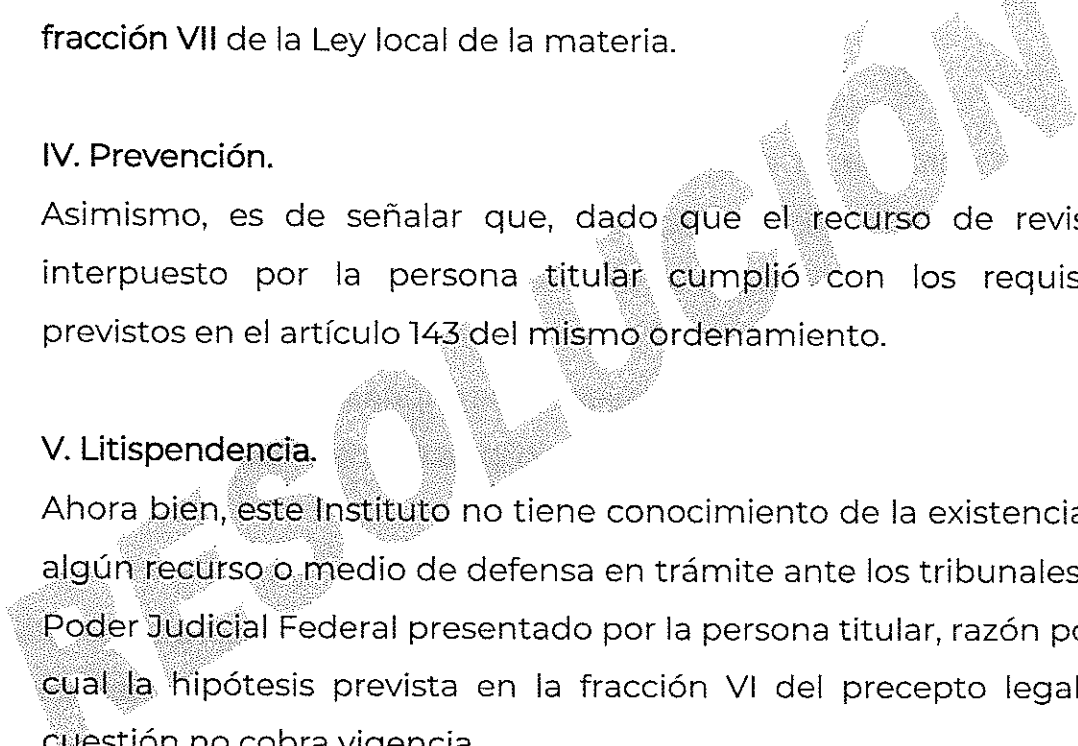 fracción VII de la Ley local de la materia.
IV. Prevención.
Asimismo, es de señalar que, dado que el recurso de revis
interpuesto por la persona titular cumplió con los requis
previstos en el artículo 143 del mismo ordenamiento.
V. Litispendencia.
Ahora bien, este Instituto no tiene conocimiento de la existencia
algún recurso o medio de defensa en trámite ante los tribunales
Poder Judicial Federal presentado por la persona titular, razón po
cual la hipótesis prevista en la fracción VI del precepto legal
cuestión no cobra vigencia
RESOLUCIÓN